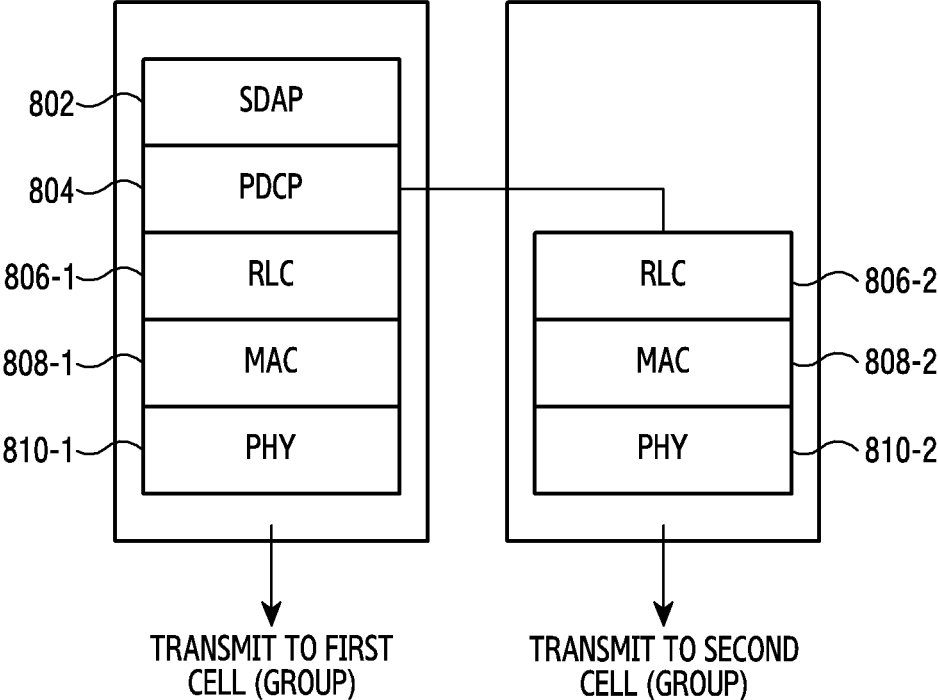 802
SDAP
804
PDCP
806-1
RLC
808-1
MAC
810-1
PHY
RLC
806-2
MAC
808-2
PHY
810-2
TRANSMIT TO FIRST
CELL (GROUP)
TRANSMIT TO SECOND
CELL (GROUP)